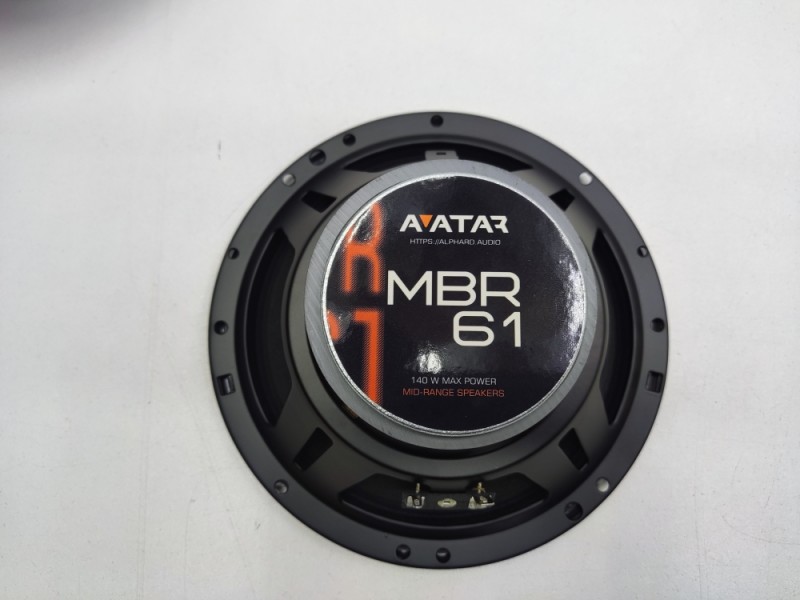 AVATAR
HTTPS://ALPHARD.AUDIO
MBR
61
140 W MAX POWER
MID-RANGE SPEAKERS